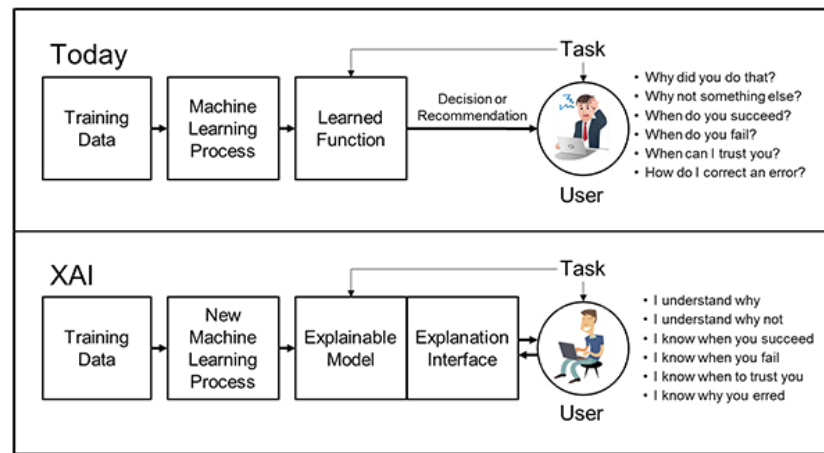 Today
Training
Data
Machine
Learning
Process
Learned
Function
Decision or
Recommendation
Task
User
• Why did you do that?
• Why not something else?
• When do you succeed?
• When do you fail?
• When can I trust you?
• How do I correct an error?
XAI
Training
Data
New
Machine
Learning
Process
Explainable
Model
Explanation
Interface
Task
User
• I understand why
• I understand why not
• I know when you succeed
• I know when you fail
• I know when to trust you
• I know why you erred